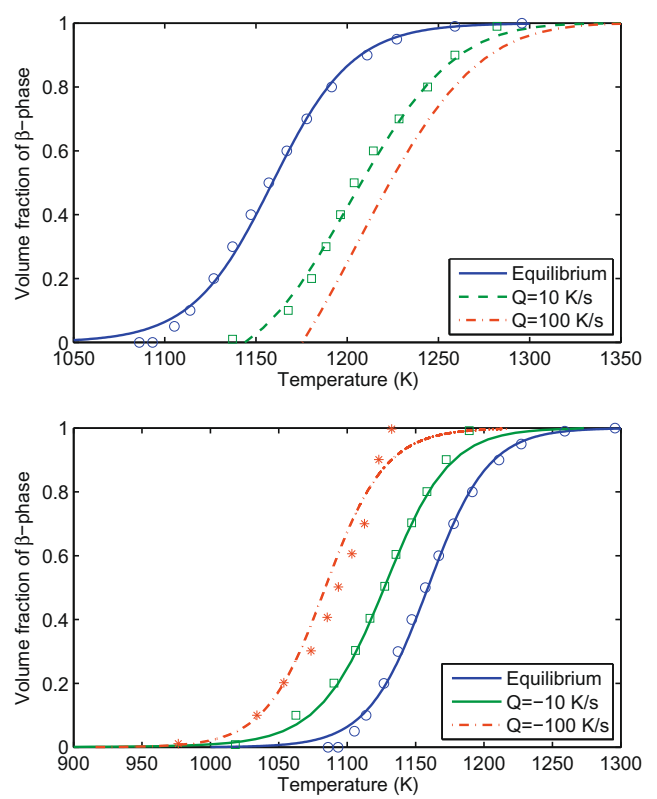 1
0.8
0.6
0.4
0.2
0
Volume fraction of β−phase
1050 1100 1150 1200 1250 1300 1350
Temperature (K)
Equilibrium
Q=10 K/s
Q=100 K/s
1
0.8
0.6
0.4
0.2
0
Volume fraction of β−phase
900 950 1000 1050 1100 1150 1200 1250 1300
Temperature (K)
Equilibrium
Q=−10 K/s
Q=−100 K/s